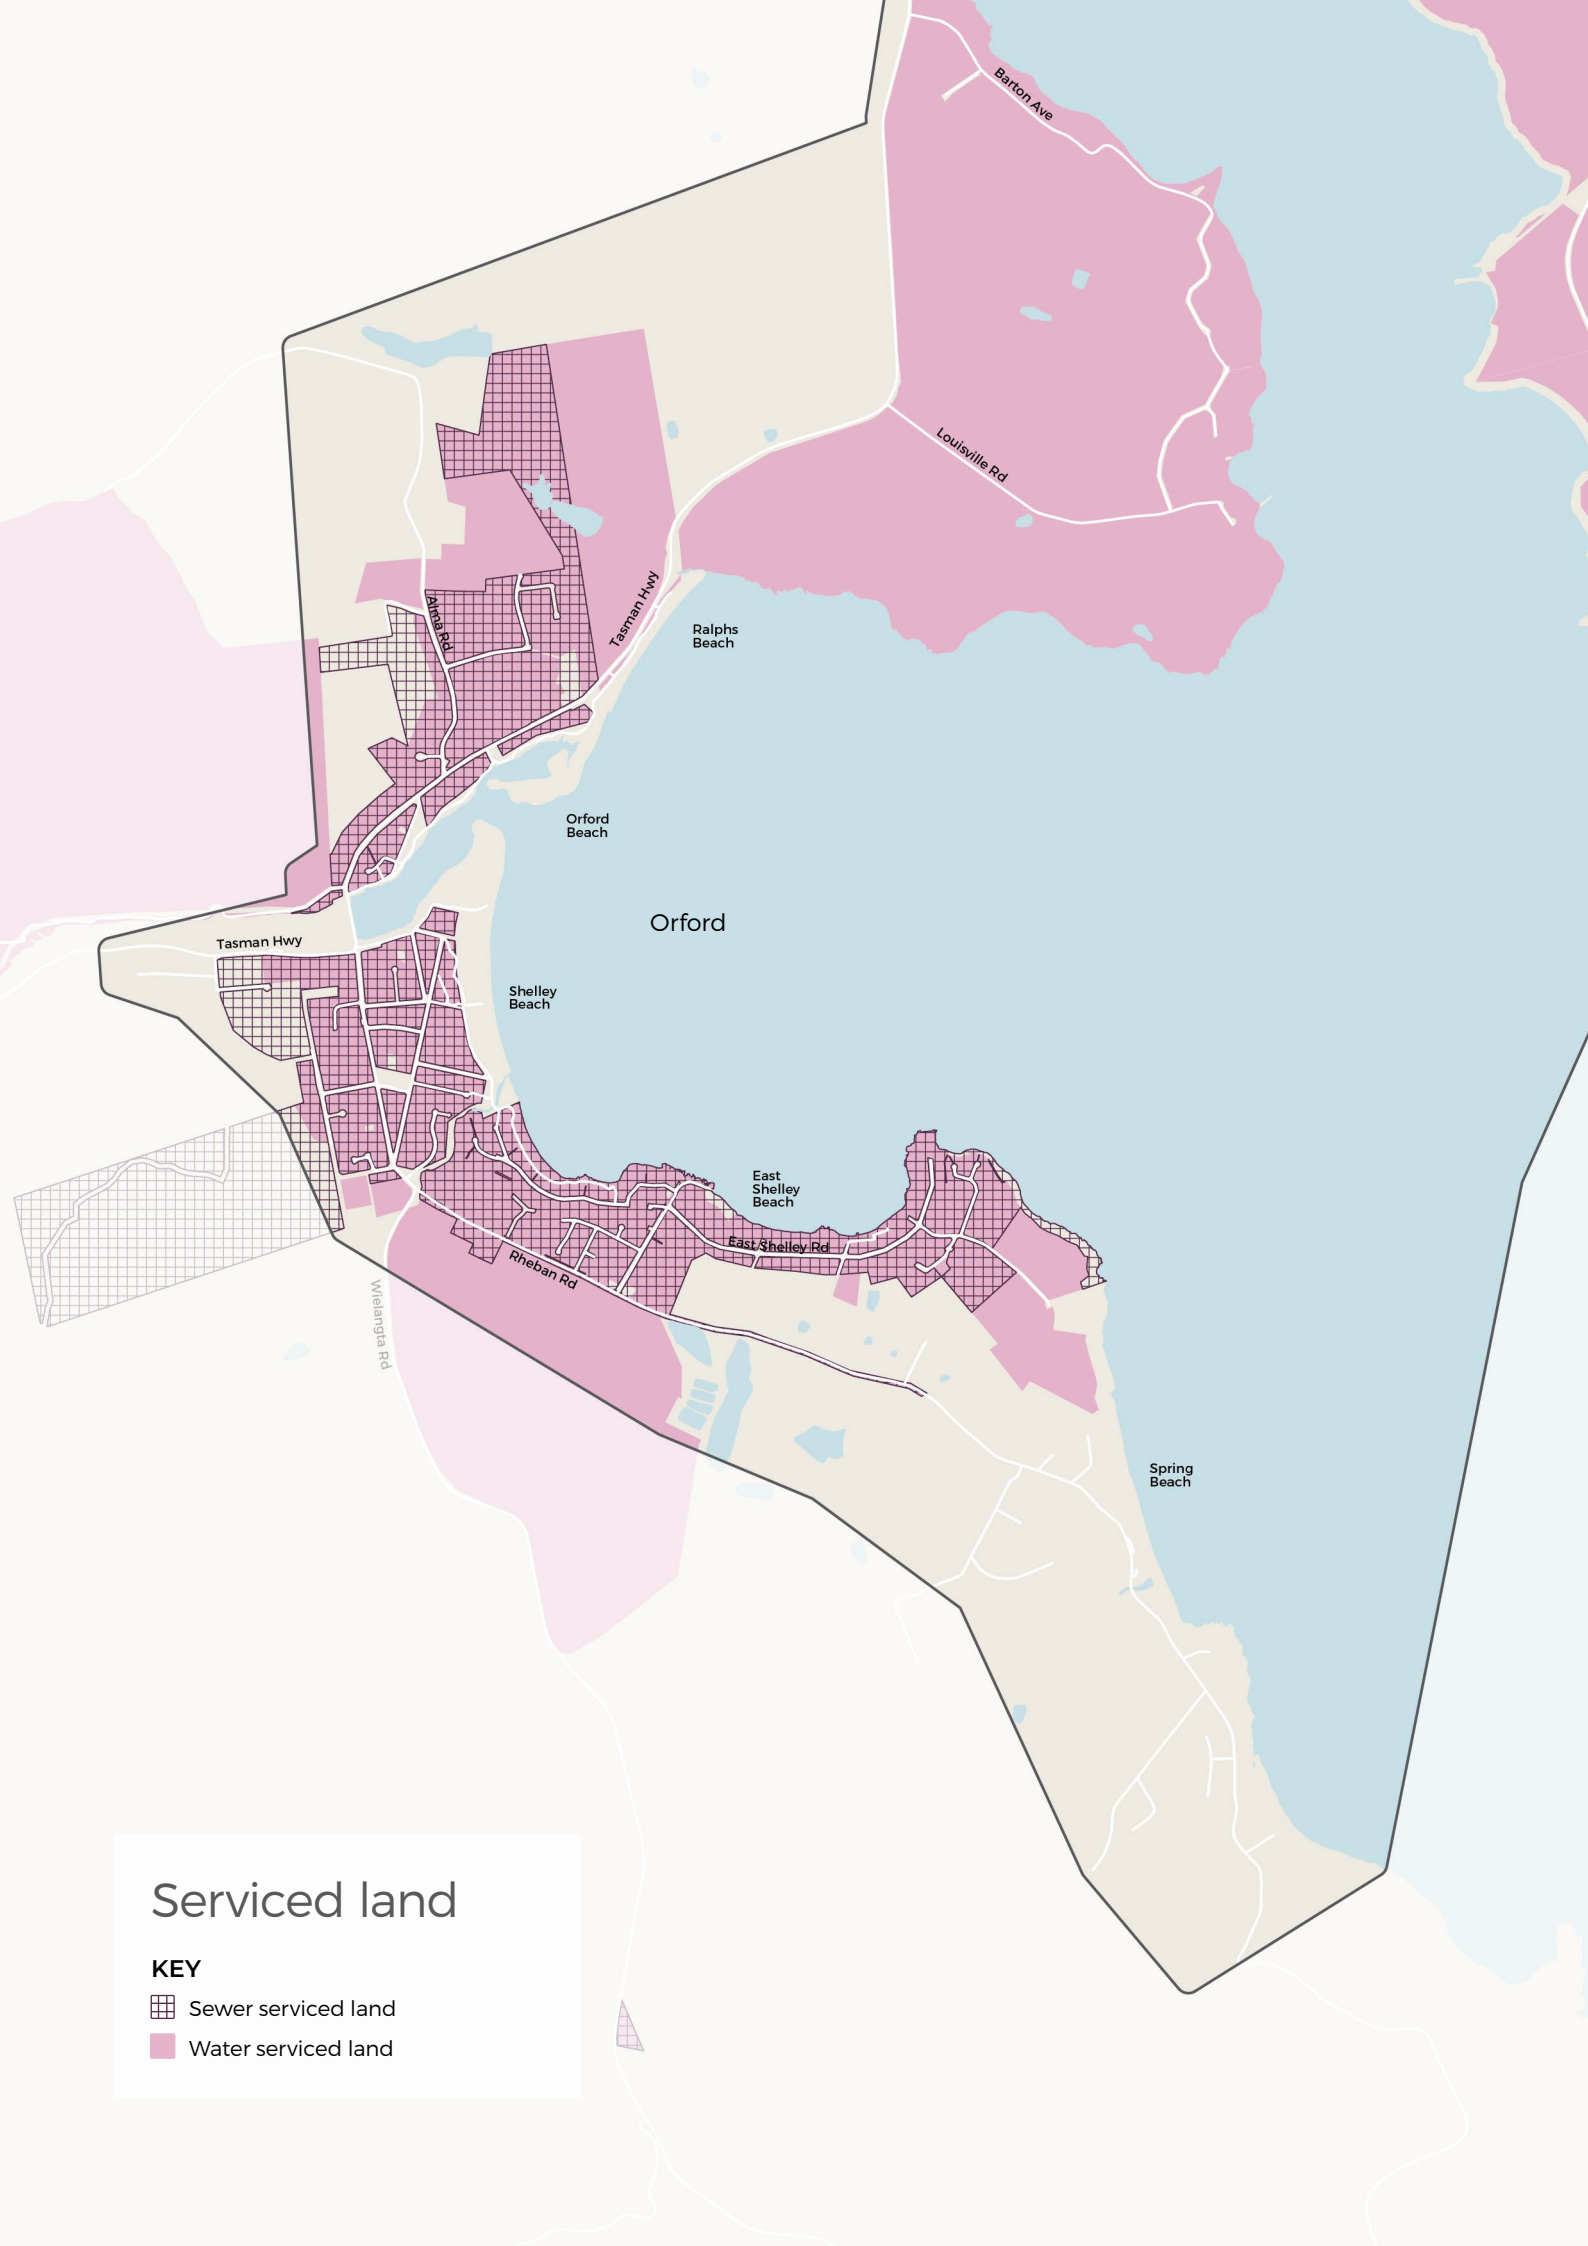 Barton Ave
Louisville Rd
Tasman Hwy
Alma Rd
Ralphs
Beach
Orford
Beach
Orford
Tasman Hwy
Shelley
Beach
East
Shelley
Beach
East Shelley Rd
Rheban Rd
Wielangta Rd
Spring
Beach
Serviced land
KEY
Sewer serviced land
Water serviced land